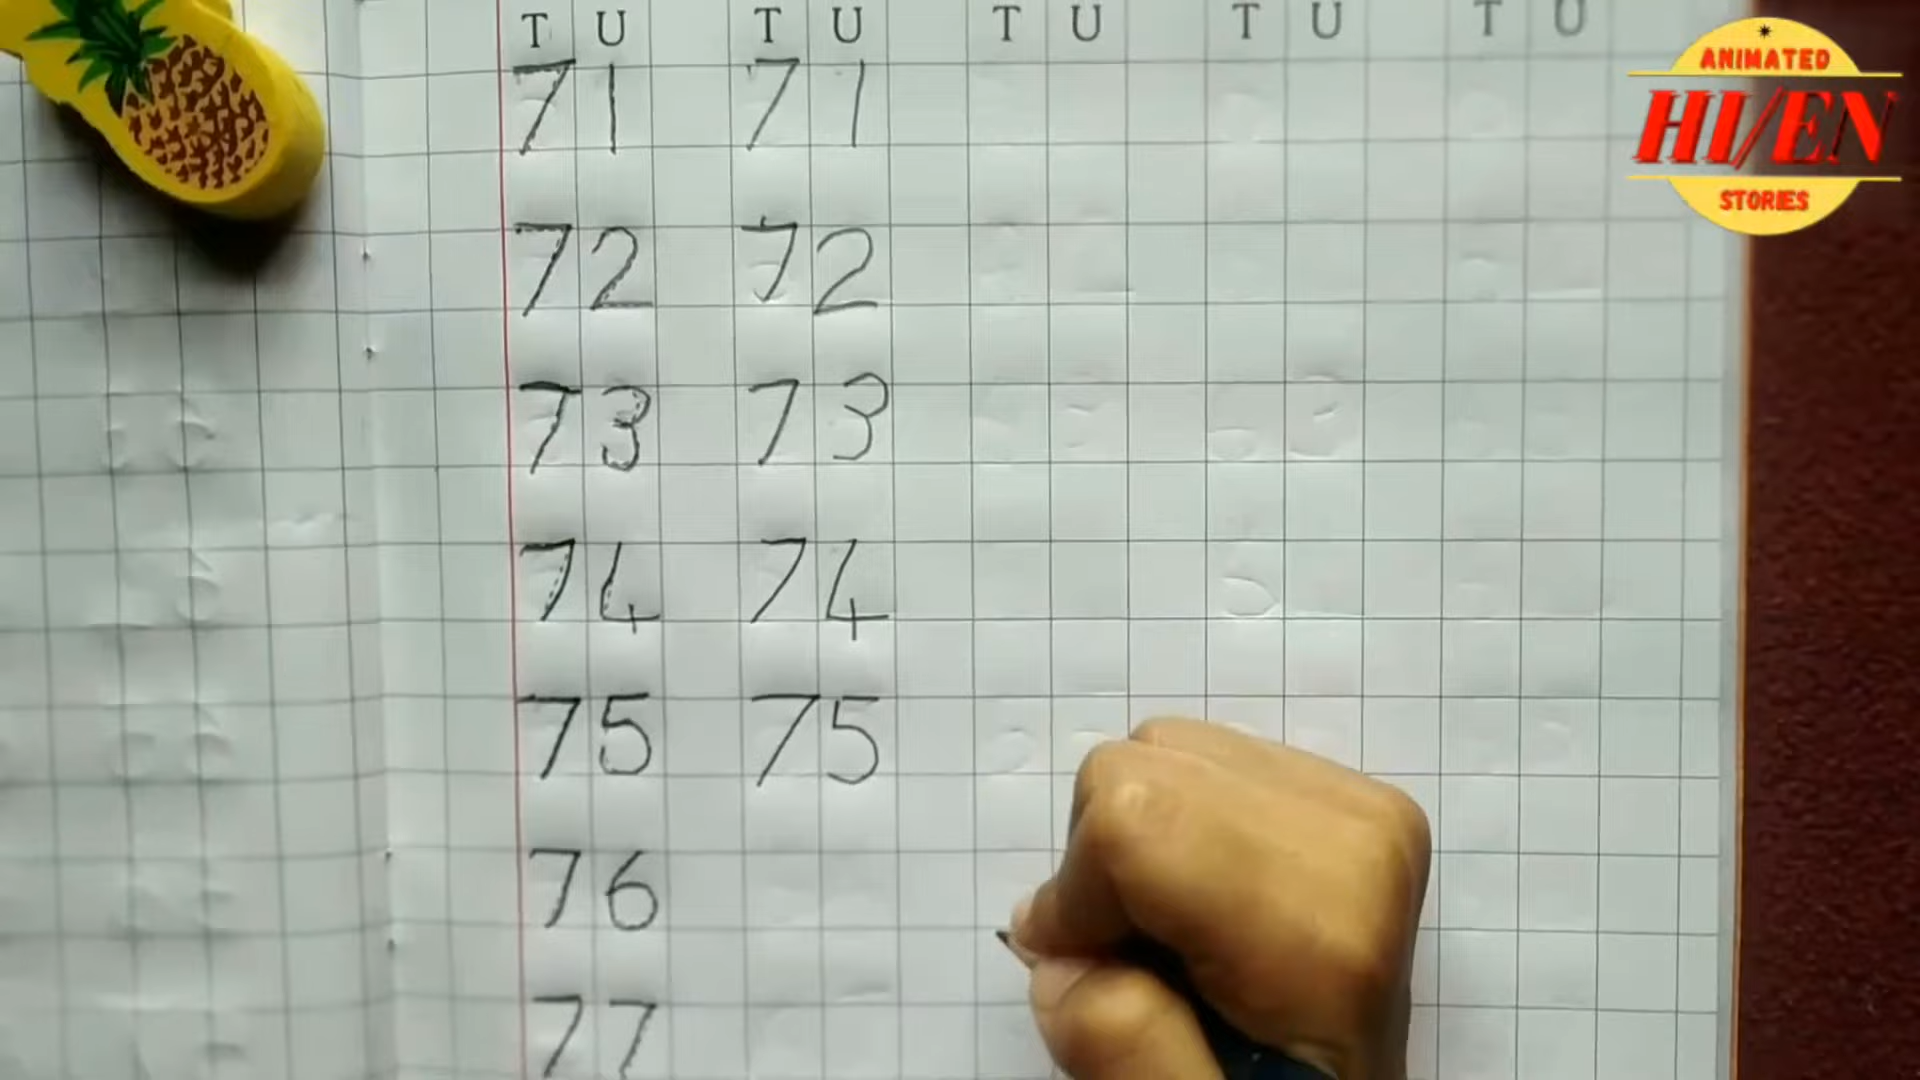 T U T U T U T U T U
71 71
72 72
73 73
74 74
75 75
76
77
ANIMATED
HI/EN
STORIES